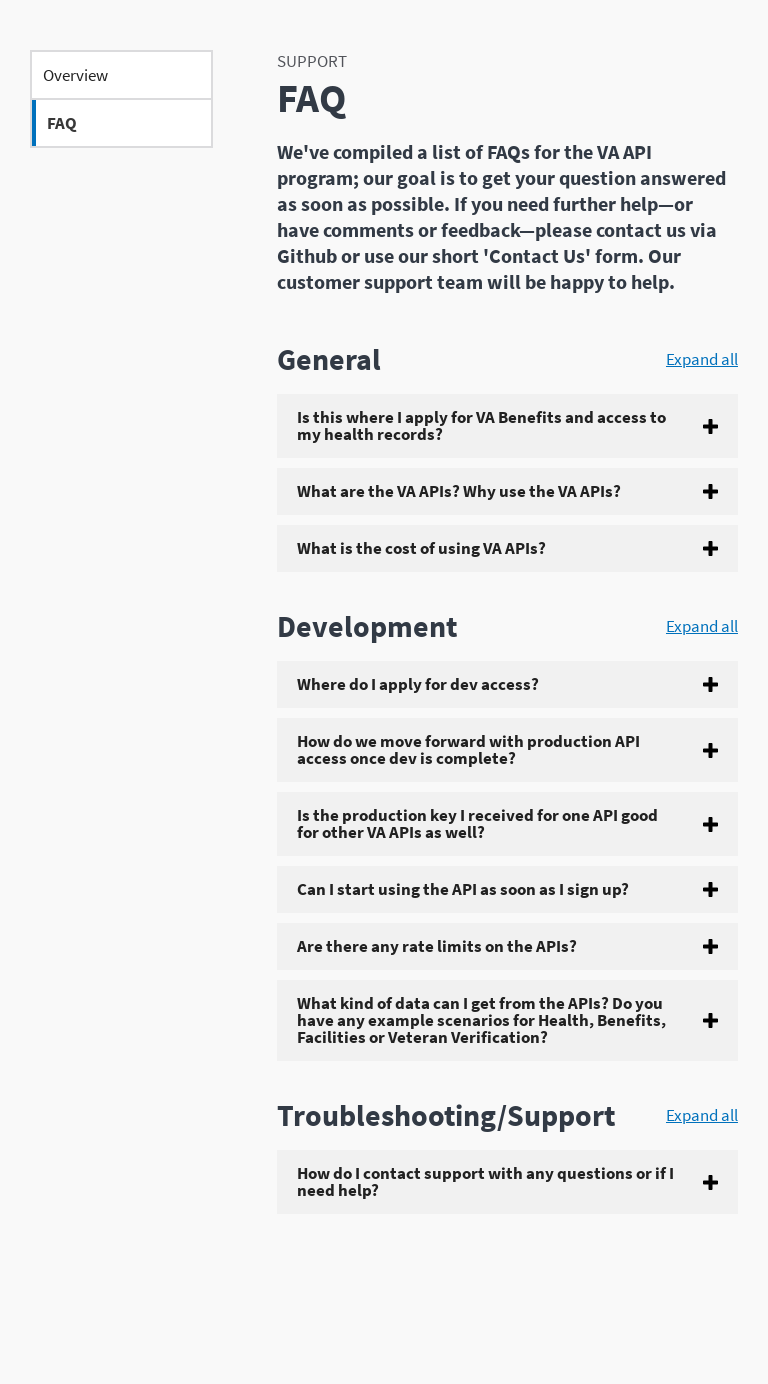 Overview
FAQ
SUPPORT
FAQ
We've compiled a list of FAQs for the VA API
program; our goal is to get your question answered
as soon as possible. If you need further help—or
have comments or feedback—please contact us via
Github or use our short 'Contact Us' form. Our
customer support team will be happy to help.
General
Expand all
Is this where I apply for VA Benefits and access to
my health records?
What are the VA APIs? Why use the VA APIs?
What is the cost of using VA APIs?
Development
Expand all
Where do I apply for dev access?
How do we move forward with production API
access once dev is complete?
Is the production key I received for one API good
for other VA APIs as well?
Can I start using the API as soon as I sign up?
Are there any rate limits on the APIs?
What kind of data can I get from the APIs? Do you
have any example scenarios for Health, Benefits,
Facilities or Veteran Verification?
Troubleshooting/Support
Expand all
How do I contact support with any questions or if I
need help?